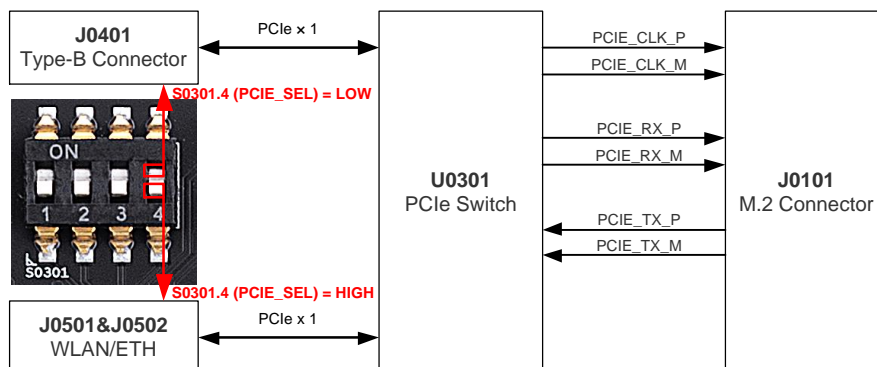 J0401
Type-B Connector
PCIe × 1
S0301.4 (PCIE_SEL) = LOW
ON
1 2 3 4
S0301
S0301.4 (PCIE_SEL) = HIGH
J0501&J0502
WLAN/ETH
PCIe x 1
U0301
PCIe Switch
PCIE_CLK_P
PCIE_CLK_M
PCIE_RX_P
PCIE_RX_M
PCIE_TX_P
PCIE_TX_M
J0101
M.2 Connector